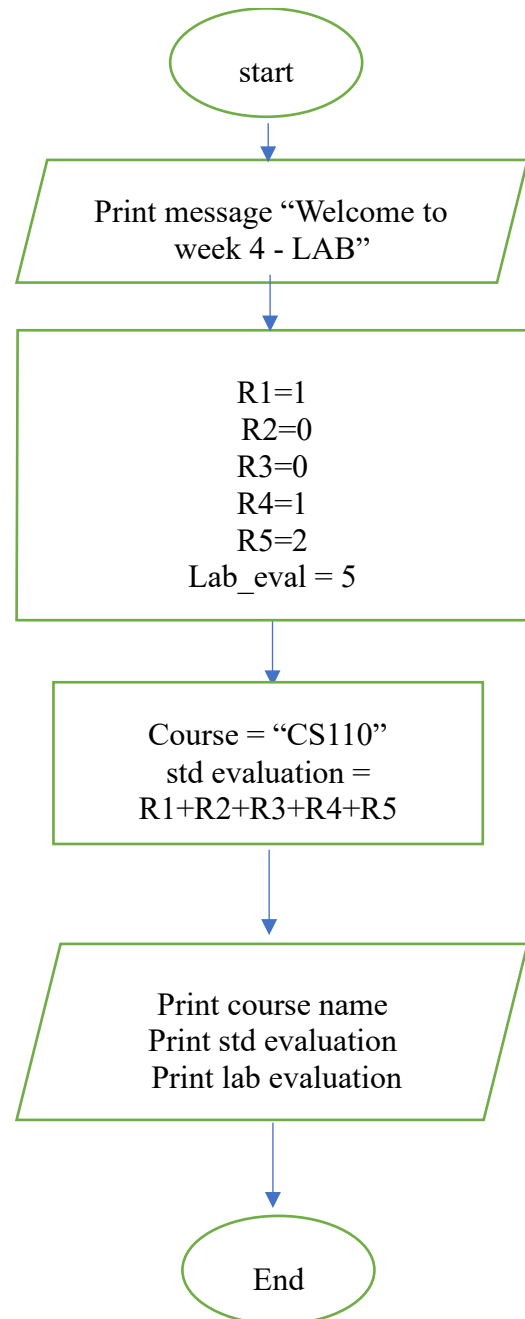 start
Print message “Welcome to
week 4 - LAB”
R1=1
R2=0
R3=0
R4=1
R5=2
Lab_eval = 5
Course = “CS110”
std evaluation =
R1+R2+R3+R4+R5
Print course name
Print std evaluation
Print lab evaluation
End